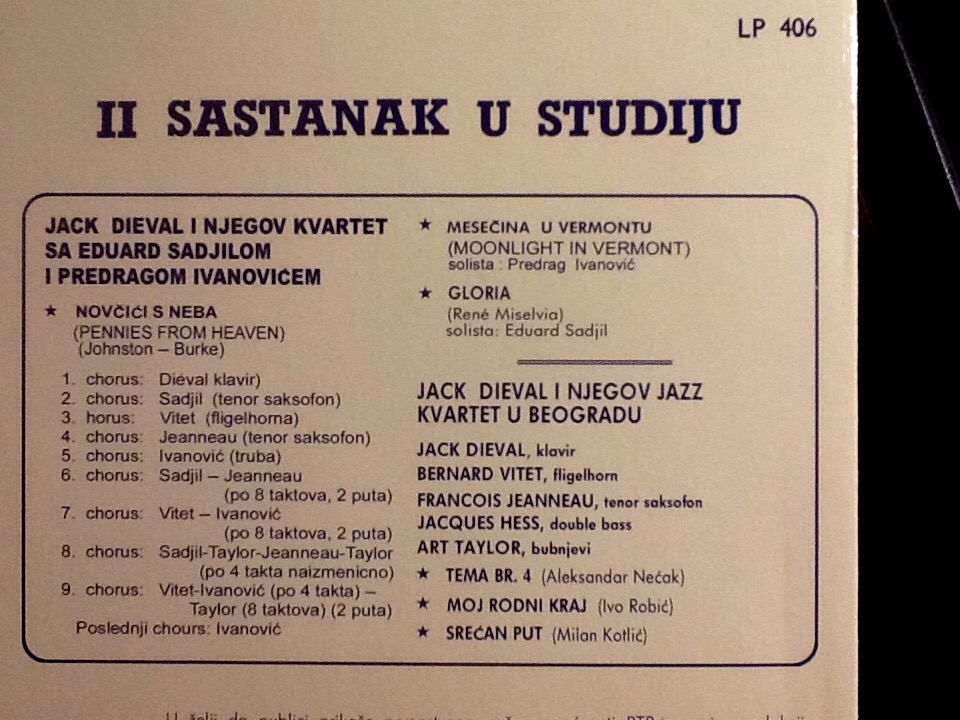 LP 406
II SASTANAK U STUDIJU
JACK DIEVAL I NJEGOV KVARTET
SA EDUARD SADJILOM
I PREDRAGOM IVANOVIĆEM
★ NOVČIĆI S NEBA
(PENNIES FROM HEAVEN)
(Johnston – Burke)
1. chorus: Diéval klavir)
2. chorus: Sadjil (tenor saksofon)
3. horus: Vitet (fligelhorna)
4. chorus: Jeanneau (tenor saksofon)
5. chorus: Ivanović (truba)
6. chorus: Sadjil – Jeanneau
(po 8 taktova, 2 puta)
7. chorus: Vitet – Ivanović
(po 8 taktova, 2 puta)
8. chorus: Sadjil-Taylor-Jeanneau-Taylor
(po 4 takta naizmenicno)
9. chorus: Vitet-Ivanović (po 4 takta) –
Taylor (8 taktova) (2 puta)
Poslednji chours: Ivanović
★ MESEČINA U VERMONTU
(MOONLIGHT IN VERMONT)
solista : Predrag Ivanović
★ GLORIA
(René Miselvia)
solista: Eduard Sadjil
JACK DIEVAL I NJEGOV JAZZ
KVARTET U BEOGRADU
JACK DIEVAL, klavir
BERNARD VITET, fligelhorn
FRANCOIS JEANNEAU, tenor saksofon
JACQUES HESS, double bass
ART TAYLOR, bubnjevi
★ TEMA BR. 4 (Aleksandar Nećak)
★ MOJ RODNI KRAJ (Ivo Robić)
★ SREĆAN PUT (Milan Kotlić)